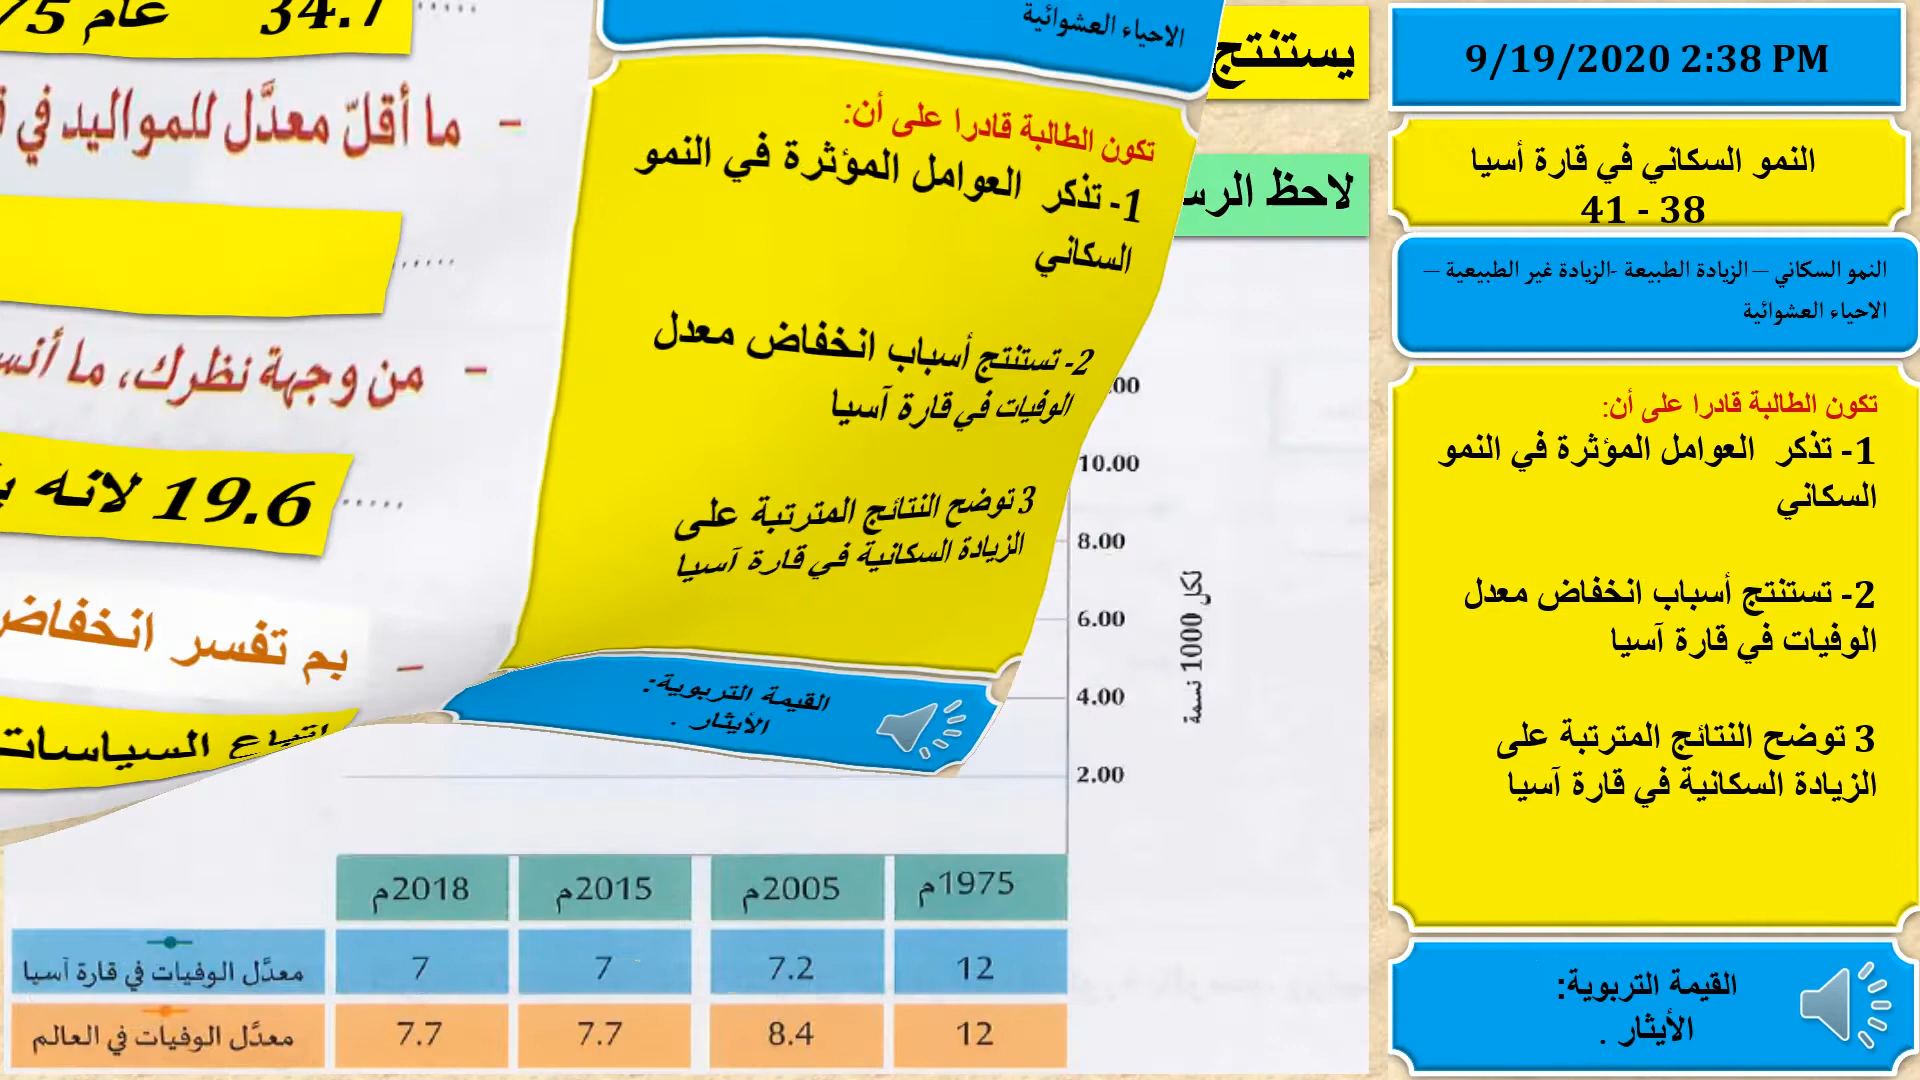 9/19/2020 2:38 PM
النمو السكاني في قارة أسيا
38 - 41
النمو السكاني – الزيادة الطبيعة -الزيادة غير الطبيعية –
الاحياء العشوائية
تكون الطالبة قادرا على أن:
1- تذكر العوامل المؤثرة في النمو
السكاني
2- تستنتج أسباب انخفاض معدل
الوفيات في قارة آسيا
3 توضح النتائج المترتبة على
الزيادة السكانية في قارة آسيا
القيمة التربوية:
الأيثار .
يستنتج
لاحظ
الاحياء العشوائية
تكون الطالبة قادرا على أن:
1- تذكر العوامل المؤثرة في النمو
السكاني
2- تستنتج أسباب انخفاض معدل
الوفيات في قارة آسيا
3 توضح النتائج المترتبة على
الزيادة السكانية في قارة آسيا
القيمة التربوية:
الأيثار .
34.7 عام
- ما أقلّ معدَّل للمواليد في
- من وجهة نظرك، ما
19.6 لانه
- بم تفسر انخفاض
اتباع السياسات
10.00
8.00
6.00
4.00
2.00
لكل 1000 نسمة
1975م 2005م 2015م 2018م
معدَّل الوفيات في قارة آسيا 12 7.2 7 7
معدَّل الوفيات في العالم 12 8.4 7.7 7.7